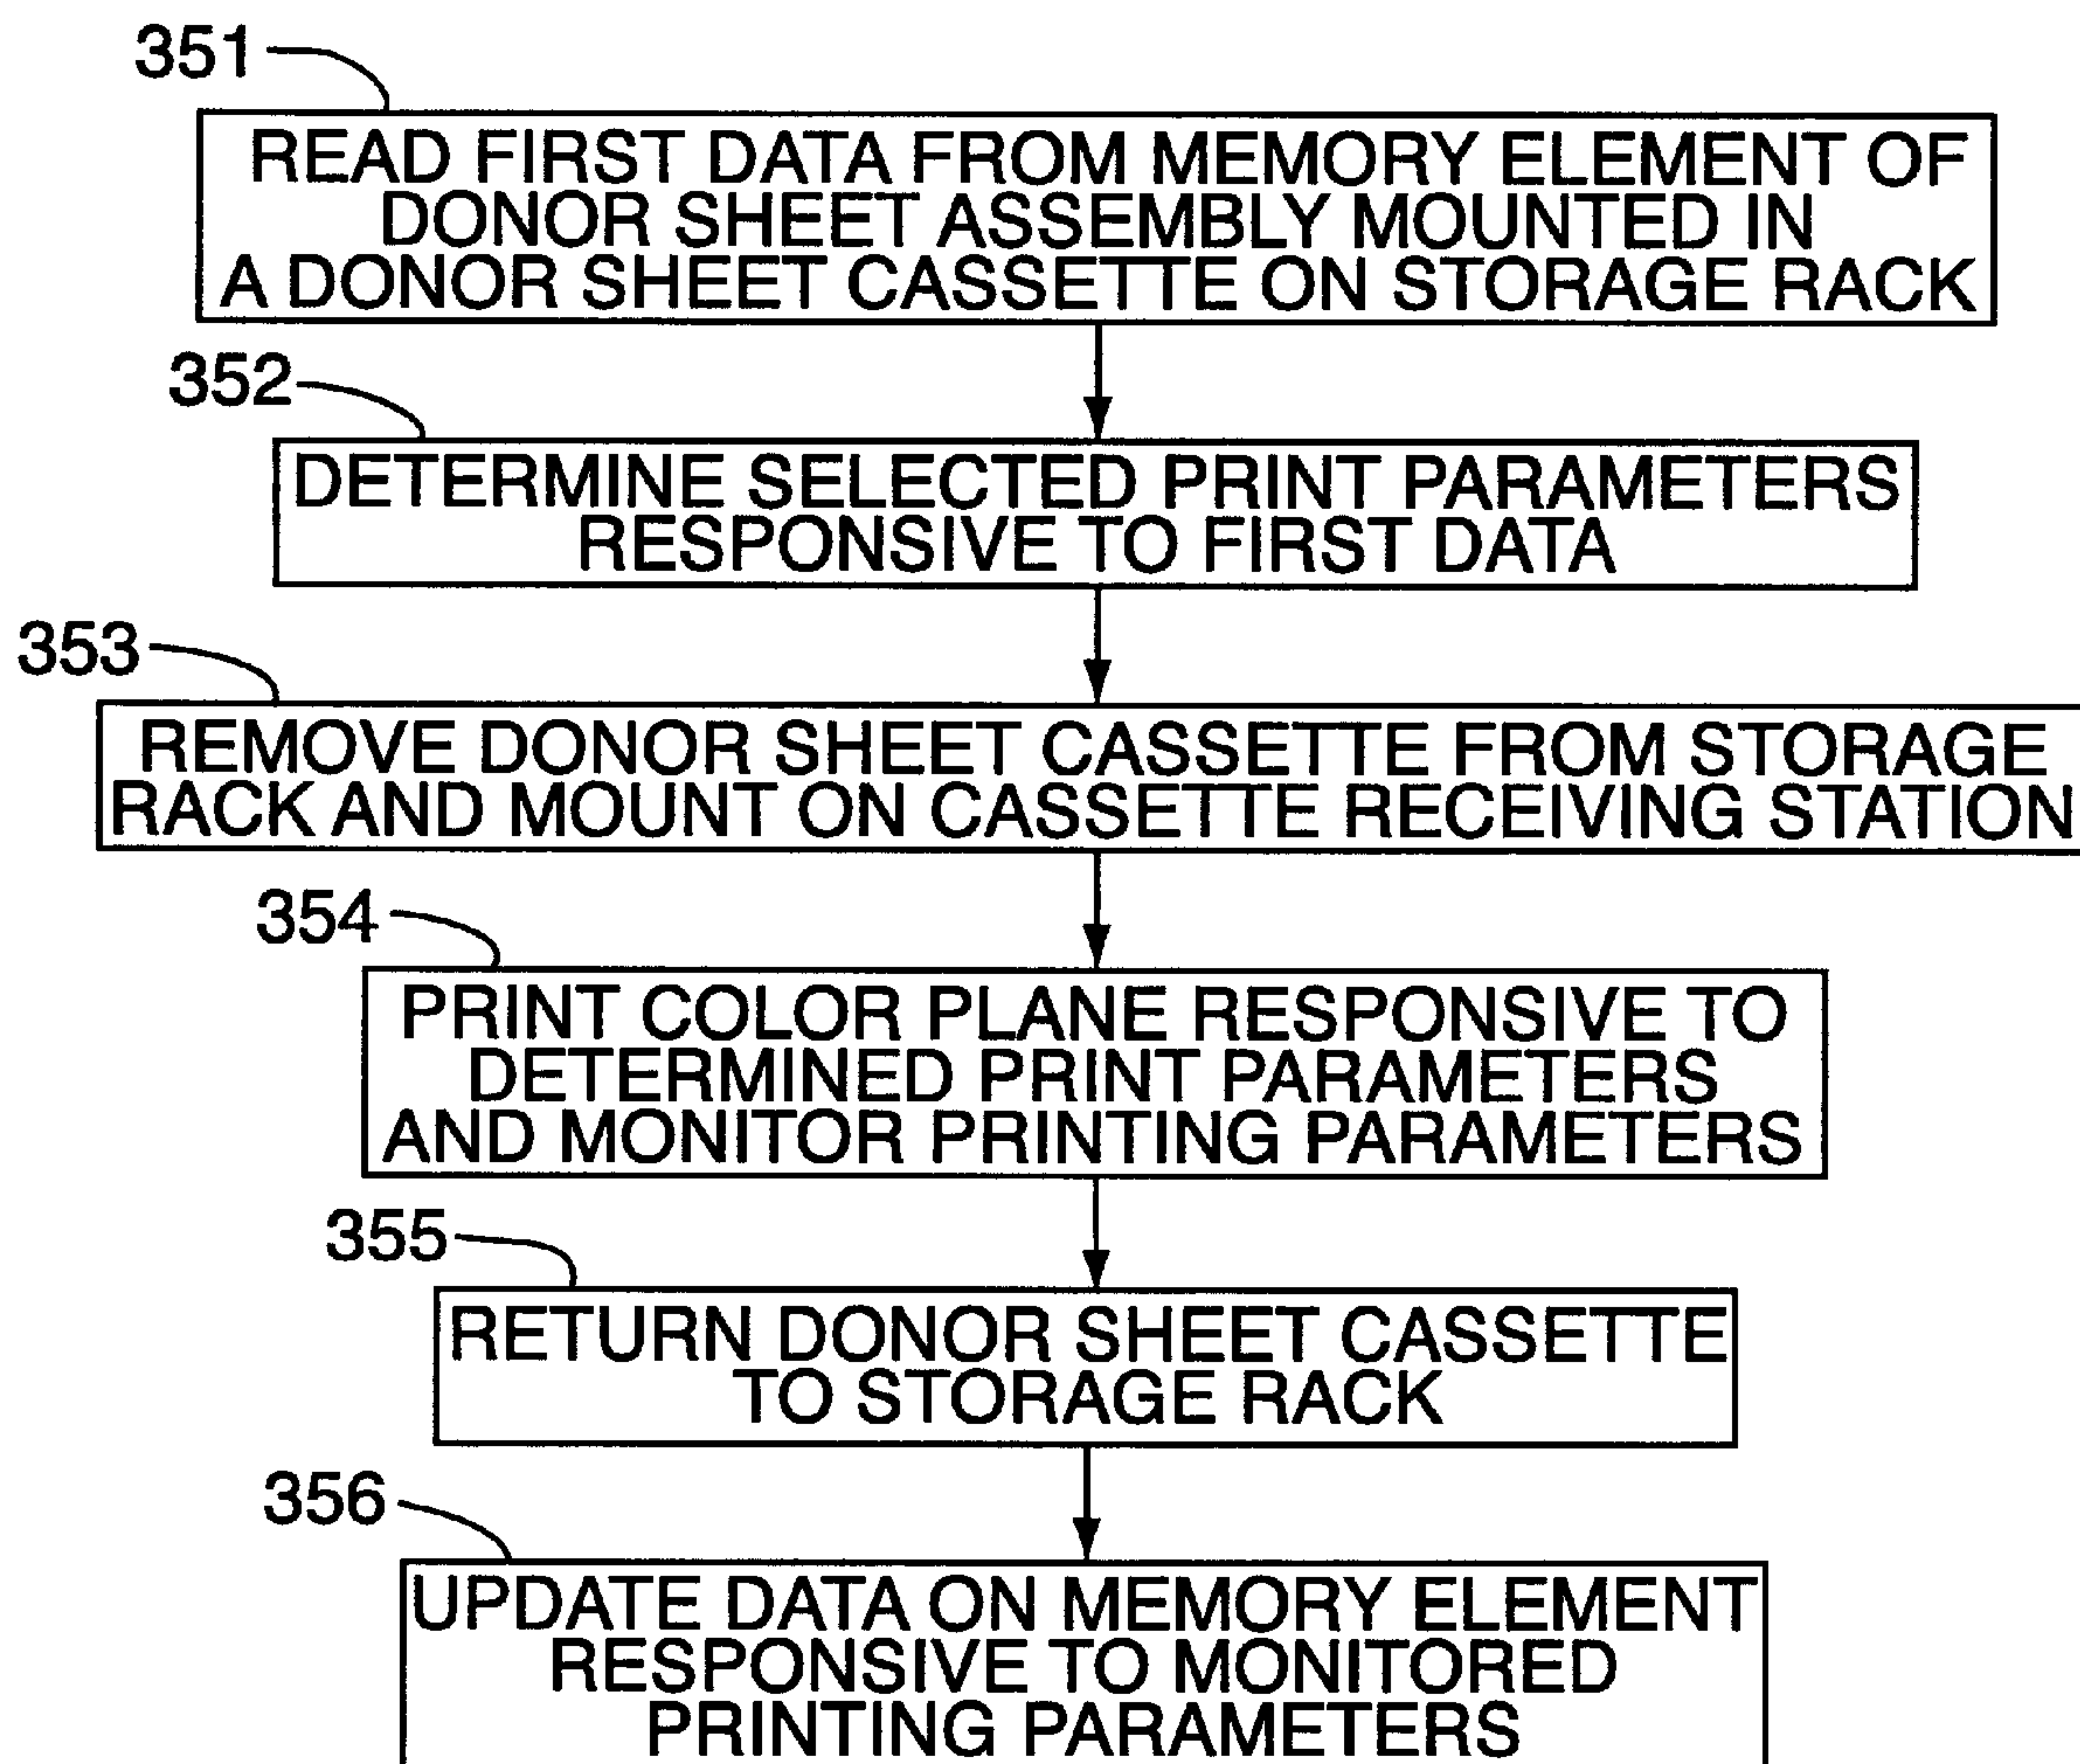 351
READ FIRST DATA FROM MEMORY ELEMENT OF
DONOR SHEET ASSEMBLY MOUNTED IN
A DONOR SHEET CASSETTE ON STORAGE RACK
352
DETERMINE SELECTED PRINT PARAMETERS
RESPONSIVE TO FIRST DATA
353
REMOVE DONOR SHEET CASSETTE FROM STORAGE
RACK AND MOUNT ON CASSETTE RECEIVING STATION
354
PRINT COLOR PLANE RESPONSIVE TO
DETERMINED PRINT PARAMETERS
AND MONITOR PRINTING PARAMETERS
355
RETURN DONOR SHEET CASSETTE
TO STORAGE RACK
356
UPDATE DATA ON MEMORY ELEMENT
RESPONSIVE TO MONITORED
PRINTING PARAMETERS